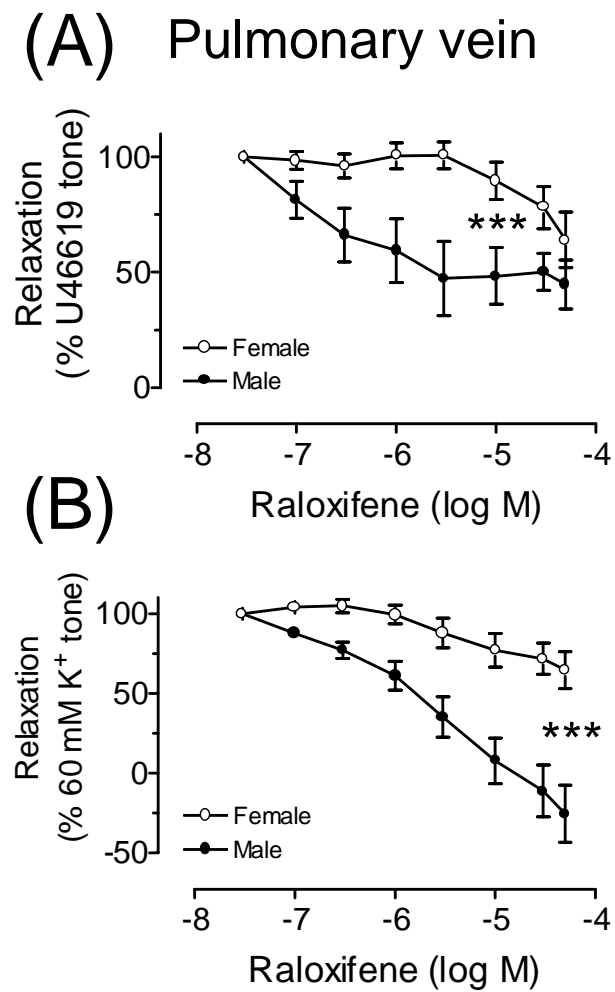 (A) Pulmonary vein
Relaxation
(% U46619 tone)
100
50
0
Female
Male
-8 -7 -6 -5 -4
***
Raloxifene (log M)
(B)
Relaxation
(% 60 mM K⁺ tone)
100
50
0
-50
***
Female
Male
-8 -7 -6 -5 -4
Raloxifene (log M)